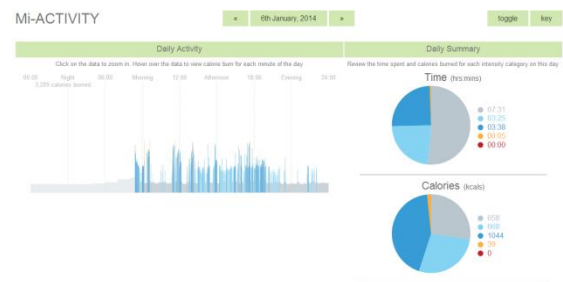 Mi-ACTIVITY
« 6th January, 2014 »
toggle key
Daily Activity
Click on the data to zoom in. Hover over the data to view calorie burn for each minute of the day
00:00 Night 06:00 Morning 12:00 Afternoon 18:00 Evening 24:00
calories burned
Daily Summary
Review the time spent and calories burned for each intensity category on this day
Time (hrs:mins)
07:31
03:25
03:38
00:05
00:00
Calories (kcals)
658
1044
39
0